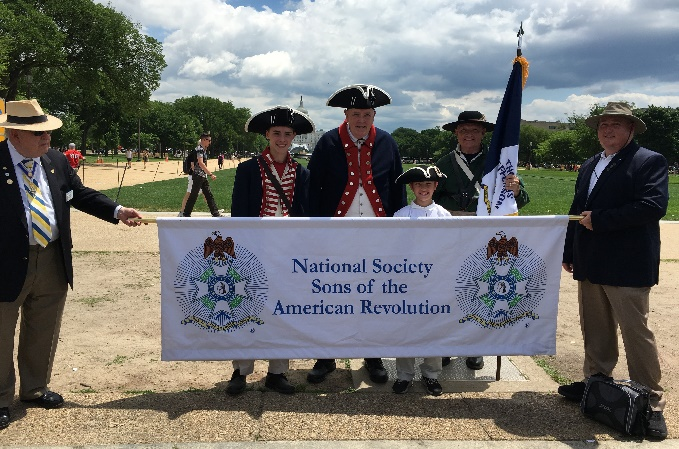 National Society
Sons of the
American Revolution